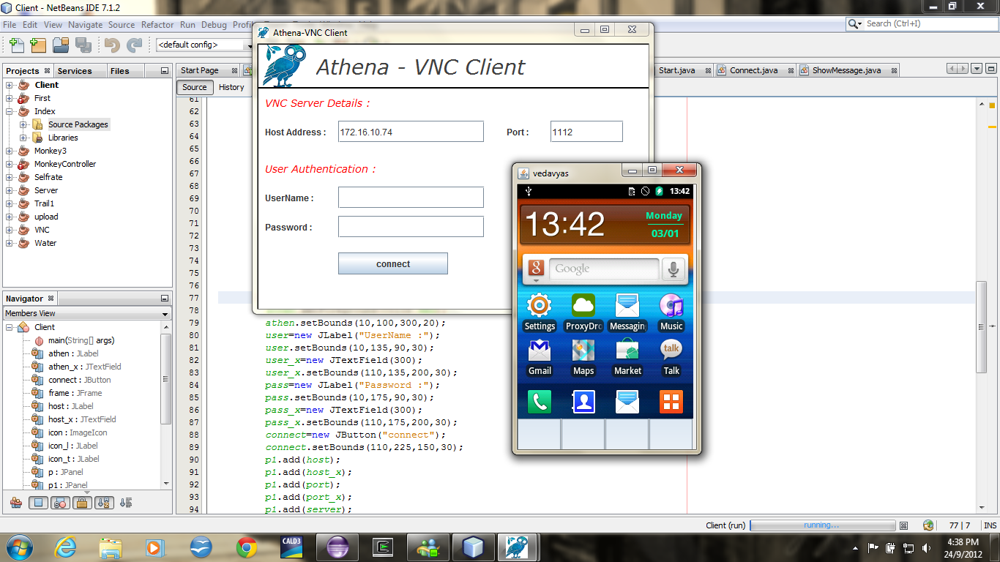 Client - NetBeans IDE 7.1.2
File Edit View Navigate Source Refactor Run Debug
Search (Ctrl+I)
<default config>
Projects Services Files
Start Page Start.java Connect.java ShowMessage.java
Source History
Client
First
Index
Source Packages
Libraries
Monkey3
MonkeyController
Selfrate
Server
Trail1
upload
VNC
Water
Navigator
Members View
Client
main(String[] args)
athen : JLabel
athen_x : JTextField
connect : JButton
frame : JFrame
host : JLabel
host_x : JTextField
icon : ImageIcon
icon_l : JLabel
icon_t : JLabel
p : JPanel
p1 : JPanel
Athena-VNC Client
Athena - VNC Client
VNC Server Details :
Host Address : 172.16.10.74 Port : 1112
User Authentication :
UserName :
Password :
connect
vedavyas
13:42
13:42 Monday
03/01
Google
Settings ProxyDro Messagin Music
talk
Gmail Maps Market Talk
61
62
63
64
65
66
67
68
69
70
71
72
73
74
75
76
77
78
79 athen.setBounds(10,100,300,20);
80 user=new JLabel("UserName :");
81 user.setBounds(10,135,90,30);
82 user_x=new JTextField(300);
83 user_x.setBounds(110,135,200,30);
84 pass=new JLabel("Password :");
85 pass.setBounds(10,175,90,30);
86 pass_x=new JTextField(300);
87 pass_x.setBounds(110,175,200,30);
88 connect=new JButton("connect");
89 connect.setBounds(110,225,150,30);
90 p1.add(host);
91 p1.add(host_x);
92 p1.add(port);
93 p1.add(port_x);
94 p1.add(server);
Client (run) running... 77 | 7 INS
CALD3
4:38 PM
24/9/2012